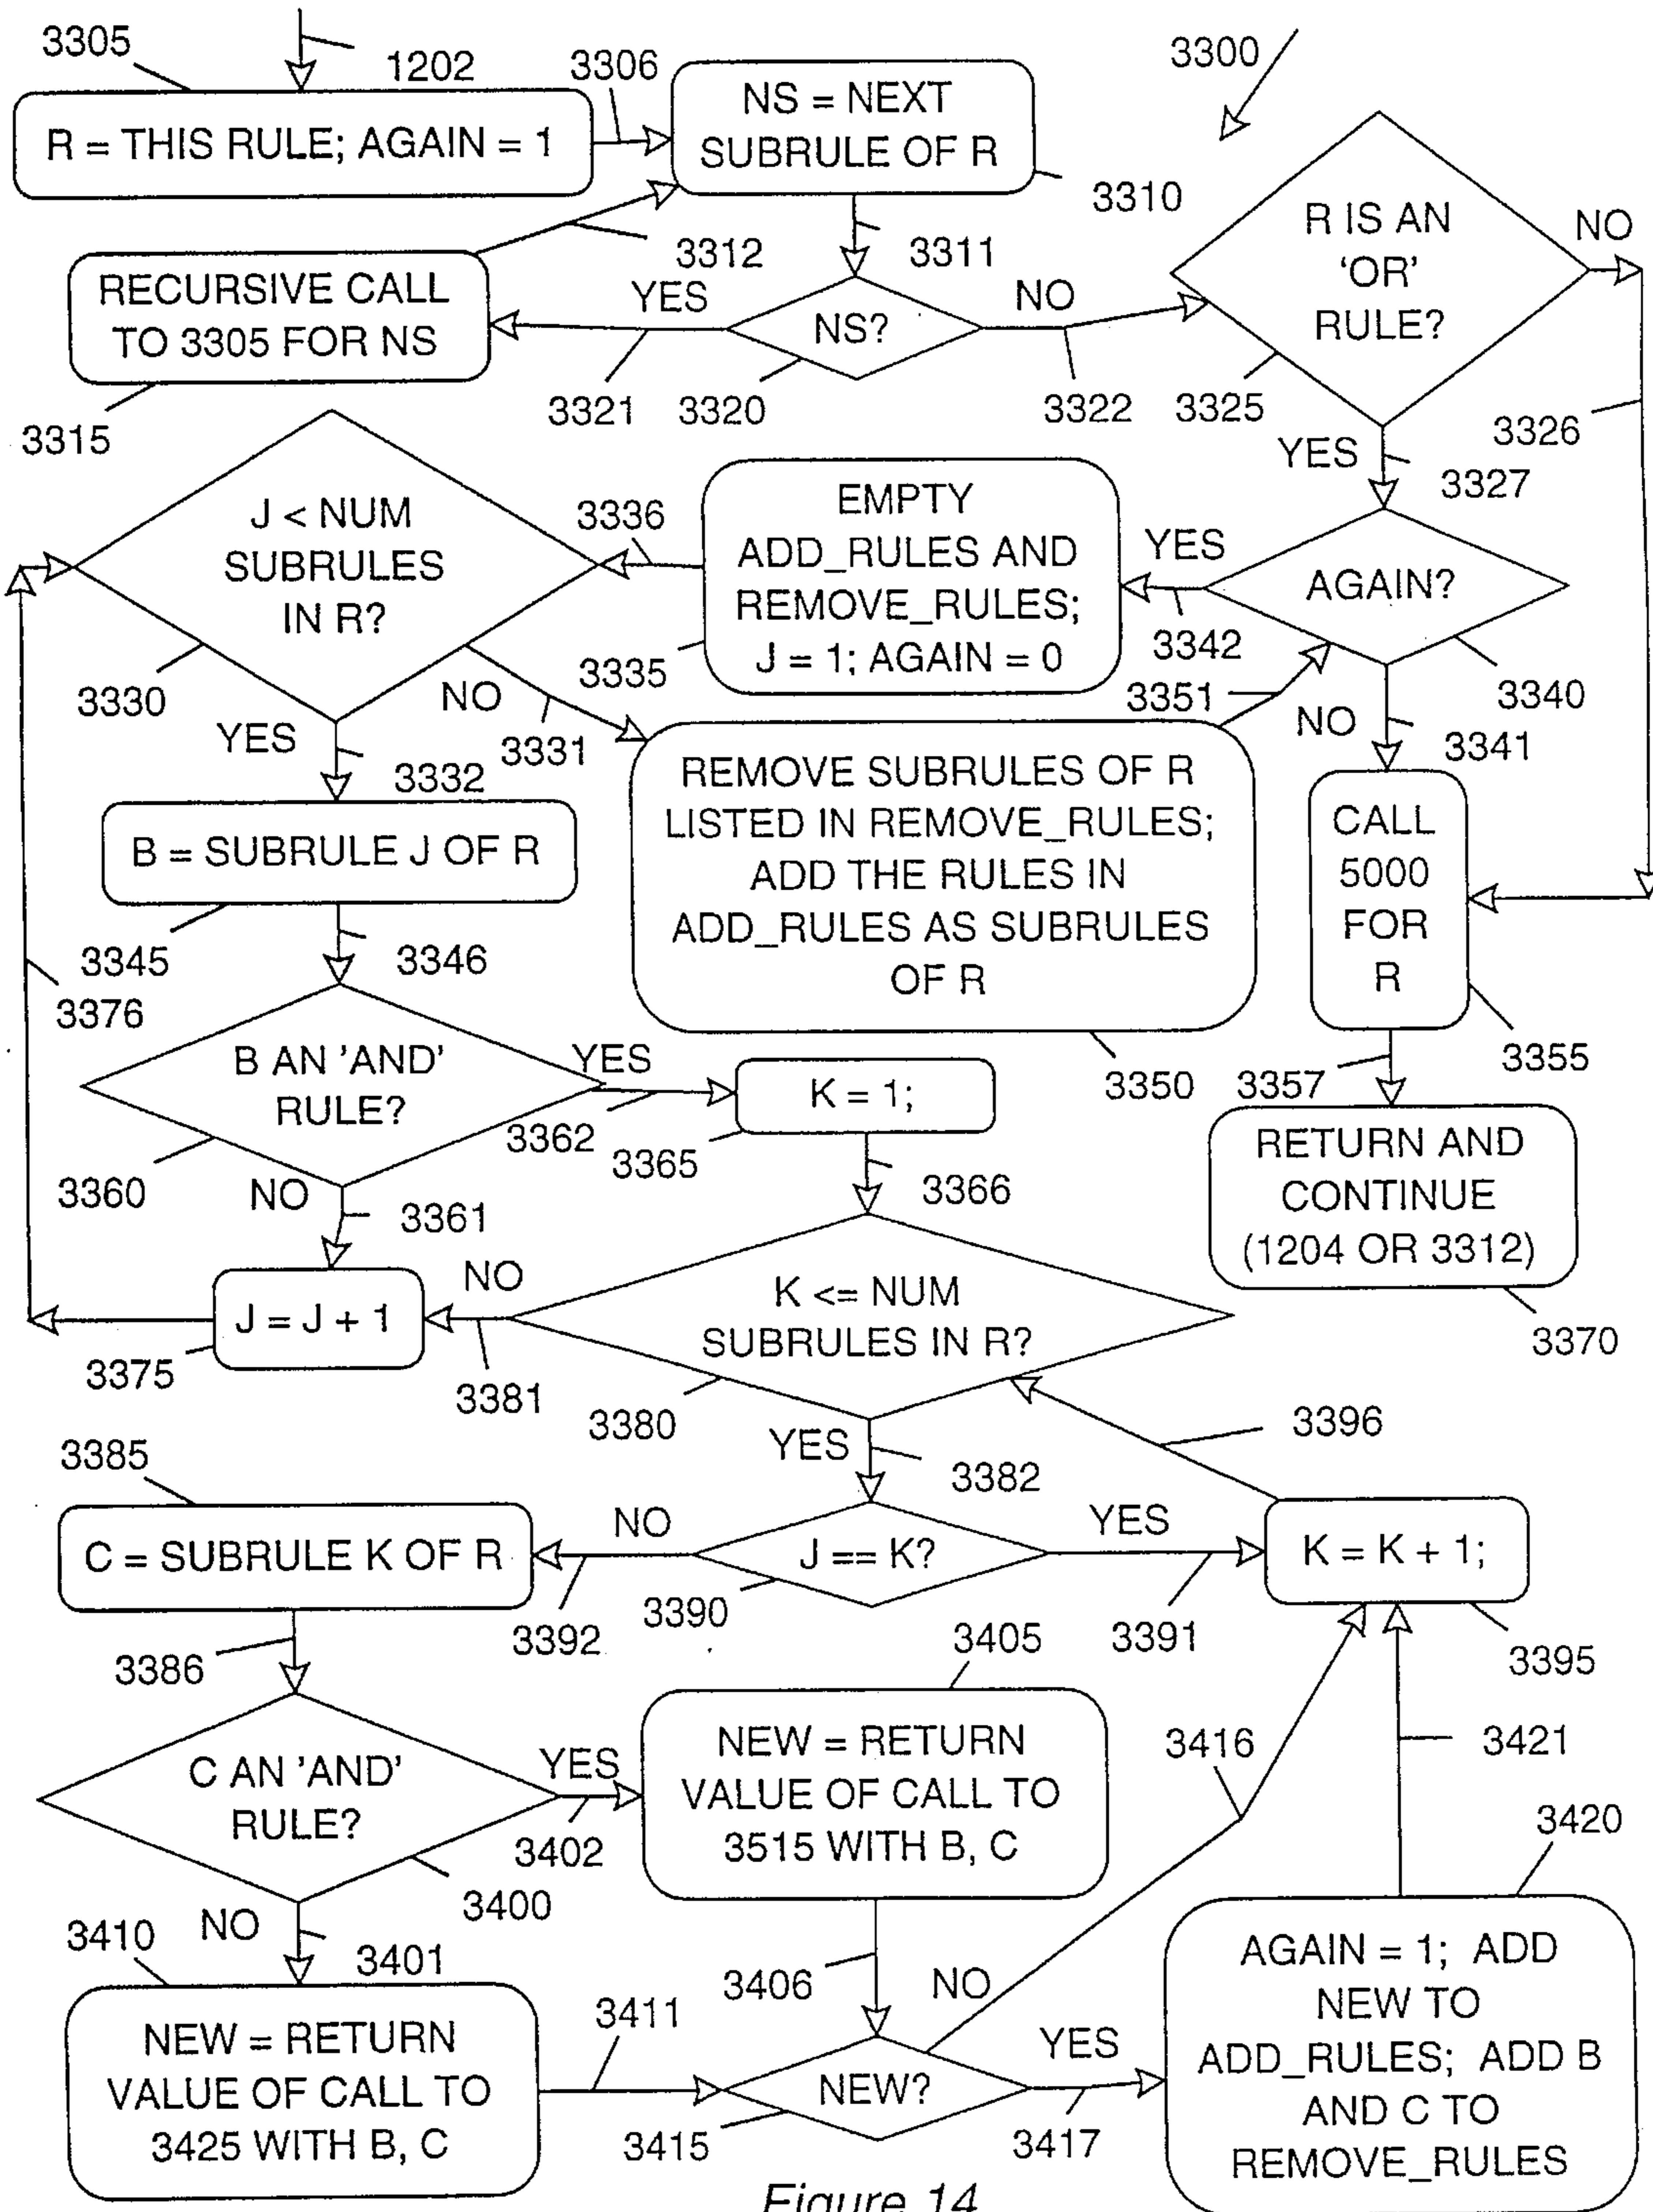 3305
1202
3306
3300
R = THIS RULE; AGAIN = 1
NS = NEXT
SUBRULE OF R
3310
3312
3311
R IS AN
'OR'
RULE?
NO
RECURSIVE CALL
TO 3305 FOR NS
YES
NS?
NO
3315
3321
3320
3322
3325
3326
YES
3327
J < NUM
SUBRULES
IN R?
3336
EMPTY
ADD_RULES AND
REMOVE_RULES;
J = 1; AGAIN = 0
YES
AGAIN?
3342
3335
3330
NO
3351
3340
YES
3331
NO
3341
3332
REMOVE SUBRULES OF R
LISTED IN REMOVE_RULES;
ADD THE RULES IN
ADD_RULES AS SUBRULES
OF R
CALL
5000
FOR
R
B = SUBRULE J OF R
3345
3346
3376
B AN 'AND'
RULE?
YES
K = 1;
3350
3357
3355
3362
3365
3360
NO
3361
3366
RETURN AND
CONTINUE
(1204 OR 3312)
J = J + 1
NO
K <= NUM
SUBRULES IN R?
3370
3375
3381
3380
YES
3382
3396
3385
C = SUBRULE K OF R
NO
J == K?
YES
K = K + 1;
3390
3392
3391
3395
3386
3405
C AN 'AND'
RULE?
YES
3402
NEW = RETURN
VALUE OF CALL TO
3515 WITH B, C
3416
3421
3420
3400
NO
3410
3401
3406
NO
AGAIN = 1; ADD
NEW TO
ADD_RULES; ADD B
AND C TO
REMOVE_RULES
NEW = RETURN
VALUE OF CALL TO
3425 WITH B, C
3411
NEW?
YES
3415
3417
Figure 14